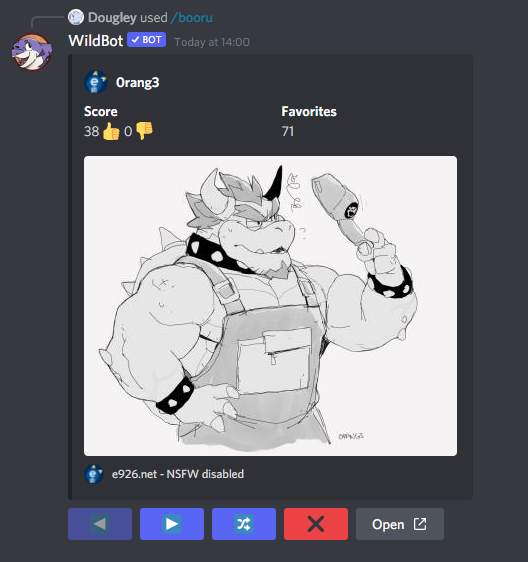 Dougley used /booru
WildBot BOT Today at 14:00
0rang3
Score Favorites
38 👍 0 👎 71
?
e926.net - NSFW disabled
Open